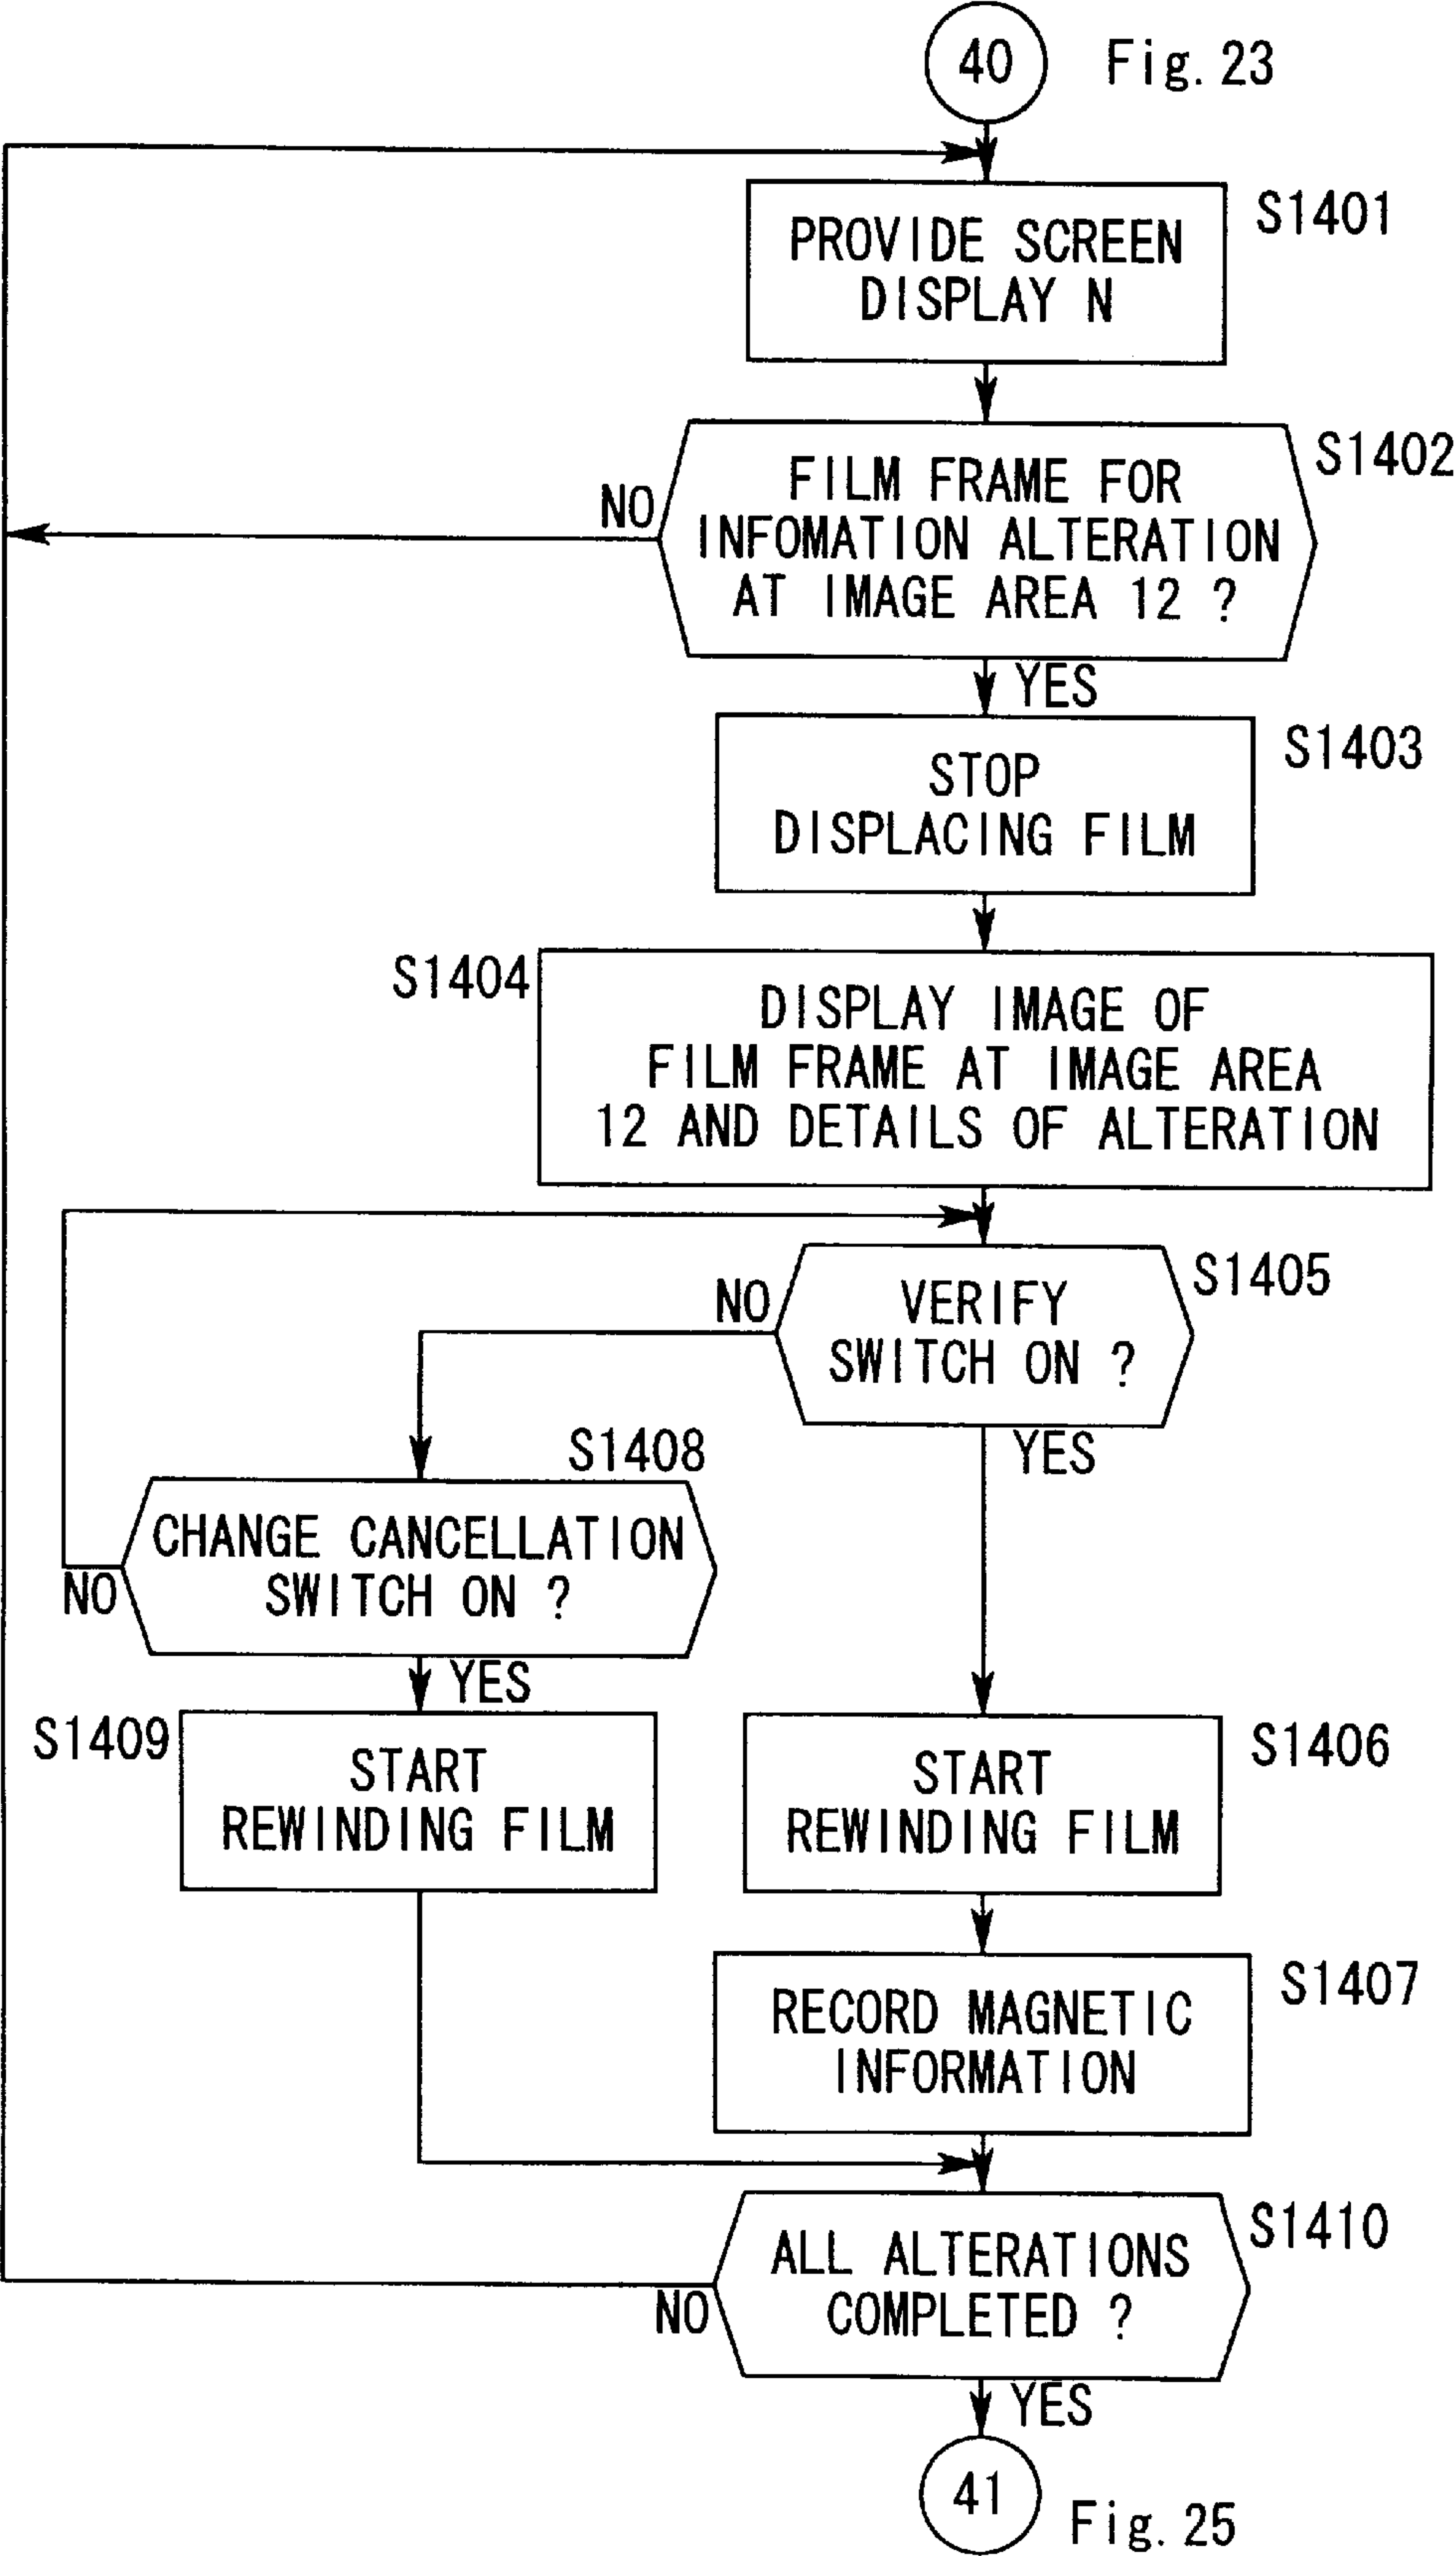 40 Fig. 23
PROVIDE SCREEN
DISPLAY N
S1401
FILM FRAME FOR
INFOMATION ALTERATION
AT IMAGE AREA 12 ?
S1402
NO
YES
STOP
DISPLACING FILM
S1403
S1404
DISPLAY IMAGE OF
FILM FRAME AT IMAGE AREA
12 AND DETAILS OF ALTERATION
VERIFY
SWITCH ON ?
S1405
NO
YES
S1408
CHANGE CANCELLATION
SWITCH ON ?
NO
YES
S1409
START
REWINDING FILM
START
REWINDING FILM
S1406
RECORD MAGNETIC
INFORMATION
S1407
ALL ALTERATIONS
COMPLETED ?
S1410
NO
YES
41 Fig. 25